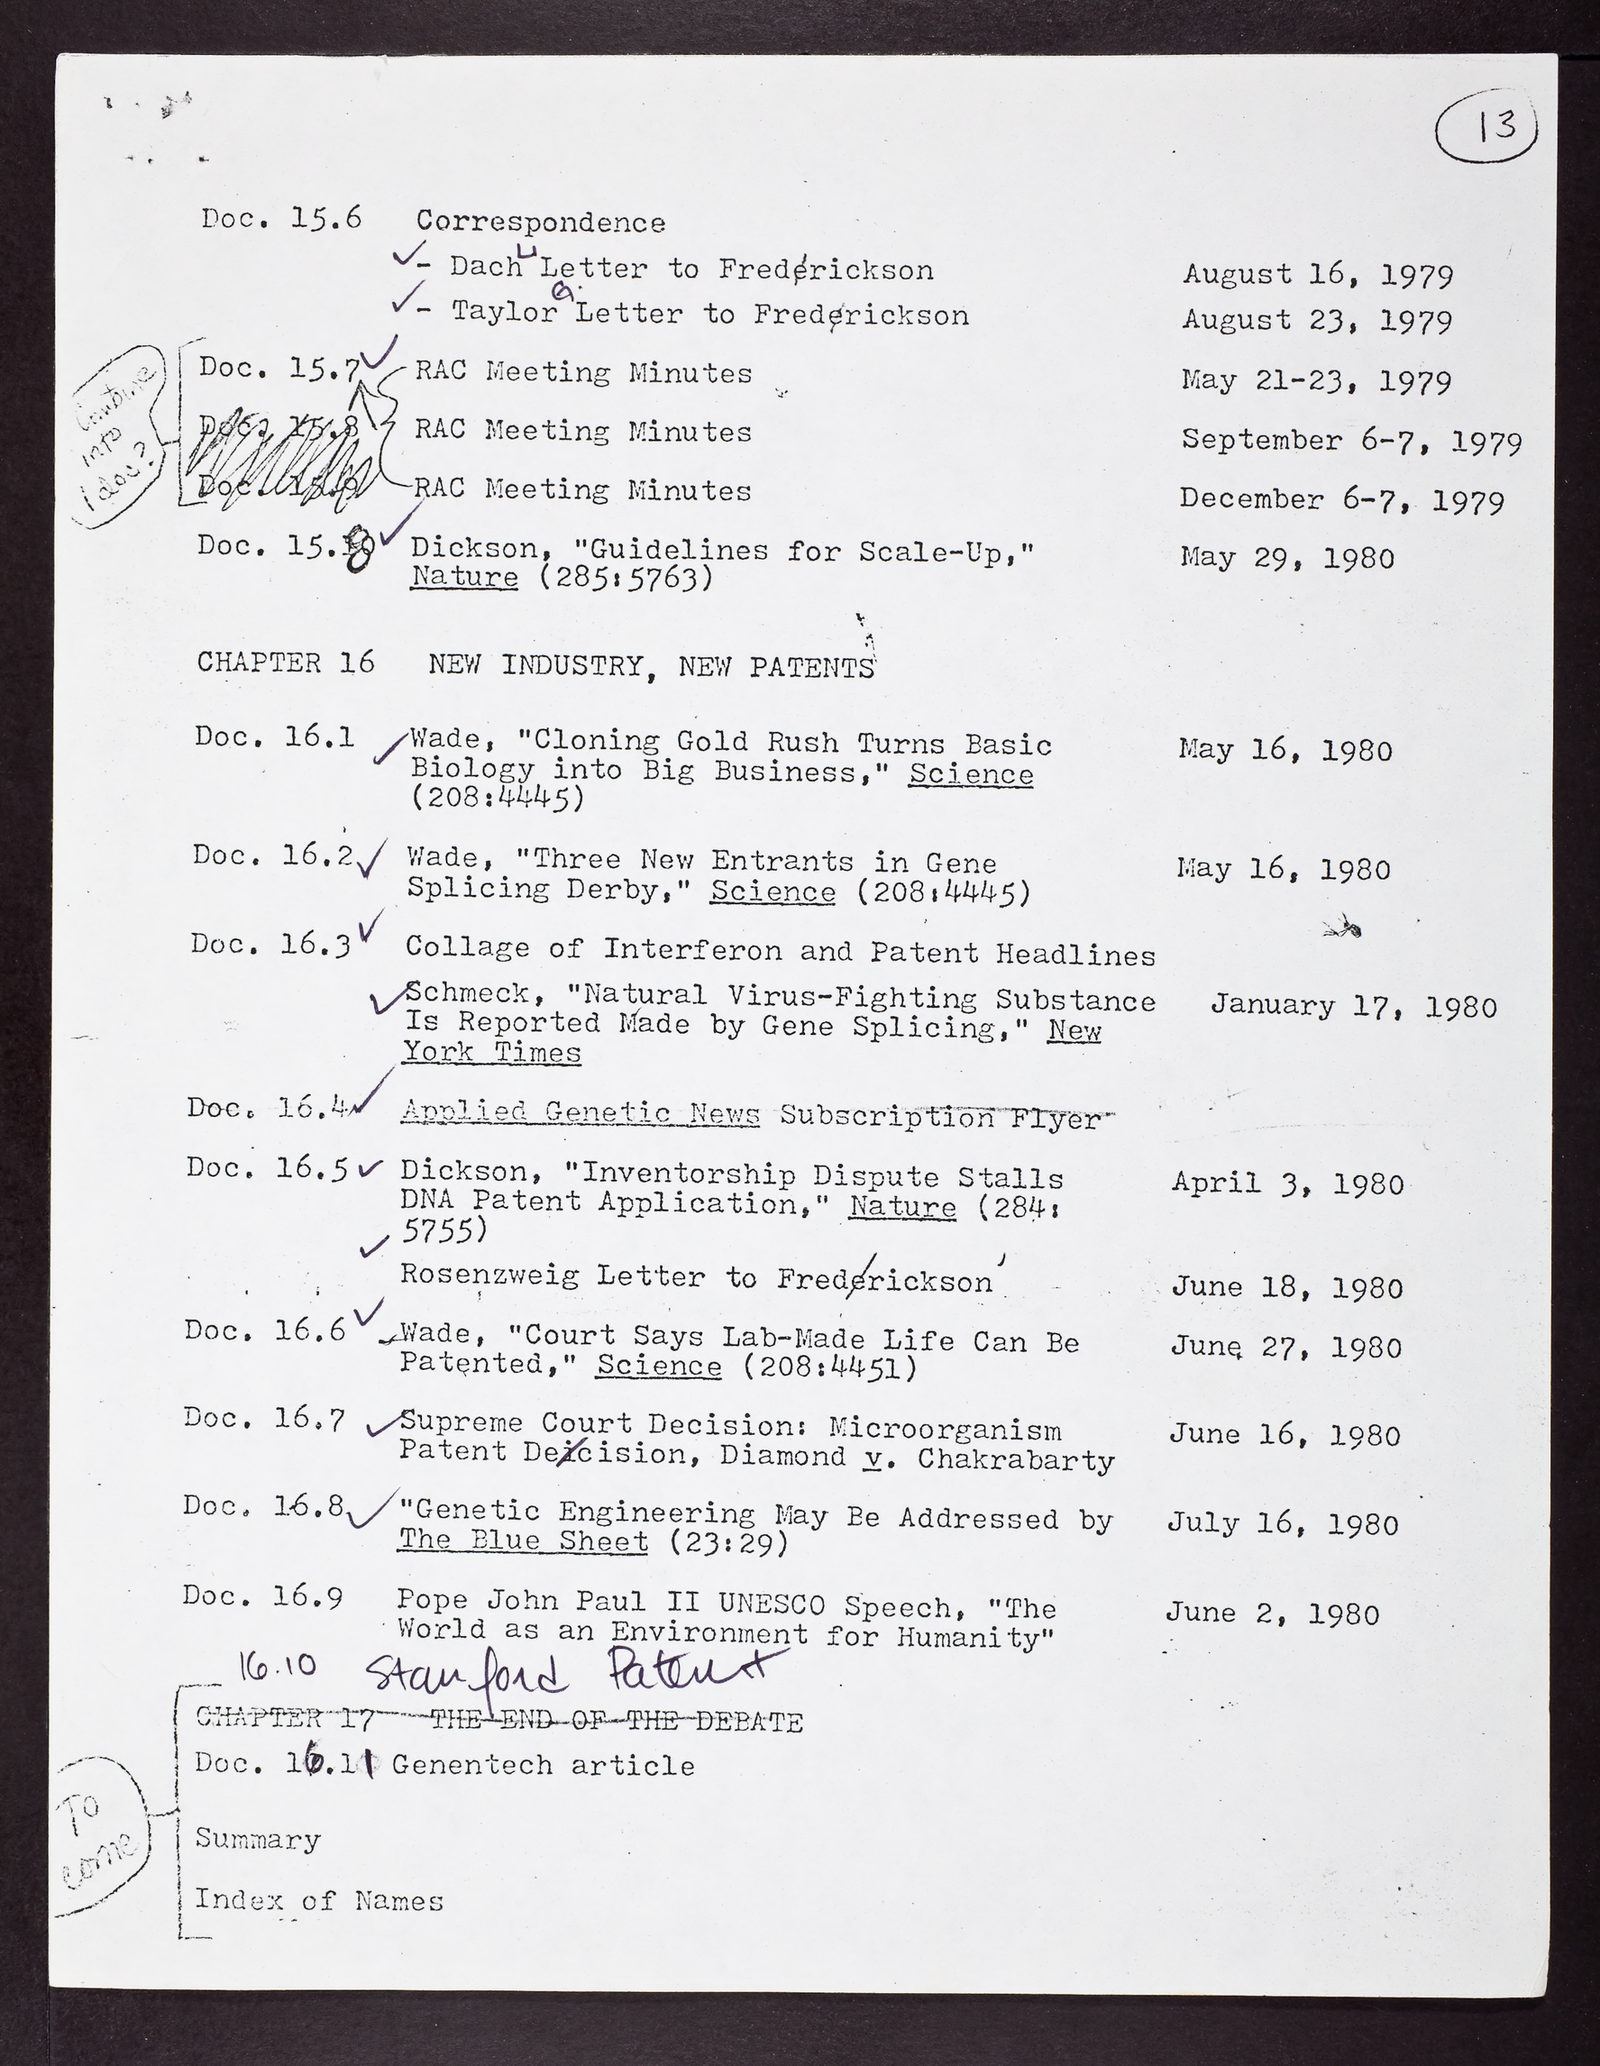 13
Doc. 15.6 Correspondence
- Dach Letter to Frederickson August 16, 1979
- Taylor Letter to Frederickson August 23, 1979
Combine into 1 doc?
Doc. 15.7 RAC Meeting Minutes May 21-23, 1979
Doc. 15.8 RAC Meeting Minutes September 6-7, 1979
Doc. 15.9 RAC Meeting Minutes December 6-7, 1979
Doc. 15.8 Dickson, "Guidelines for Scale-Up," May 29, 1980
Nature (285:5763)
CHAPTER 16 NEW INDUSTRY, NEW PATENTS
Doc. 16.1 Wade, "Cloning Gold Rush Turns Basic May 16, 1980
Biology into Big Business," Science
(208:4445)
Doc. 16.2 Wade, "Three New Entrants in Gene May 16, 1980
Splicing Derby," Science (208:4445)
Doc. 16.3 Collage of Interferon and Patent Headlines
Schmeck, "Natural Virus-Fighting Substance January 17, 1980
Is Reported Made by Gene Splicing," New
York Times
Doc. 16.4 Applied Genetic News Subscription Flyer
Doc. 16.5 Dickson, "Inventorship Dispute Stalls April 3, 1980
DNA Patent Application," Nature (284:
5755)
Rosenzweig Letter to Frederickson June 18, 1980
Doc. 16.6 Wade, "Court Says Lab-Made Life Can Be June 27, 1980
Patented," Science (208:4451)
Doc. 16.7 Supreme Court Decision: Microorganism June 16, 1980
Patent Deicision, Diamond v. Chakrabarty
Doc. 16.8 "Genetic Engineering May Be Addressed by July 16, 1980
The Blue Sheet (23:29)
Doc. 16.9 Pope John Paul II UNESCO Speech, "The June 2, 1980
World as an Environment for Humanity"
16.10 Stanford Patent
CHAPTER 17 THE END OF THE DEBATE
Doc. 16.11 Genentech article
To come
Summary
Index of Names